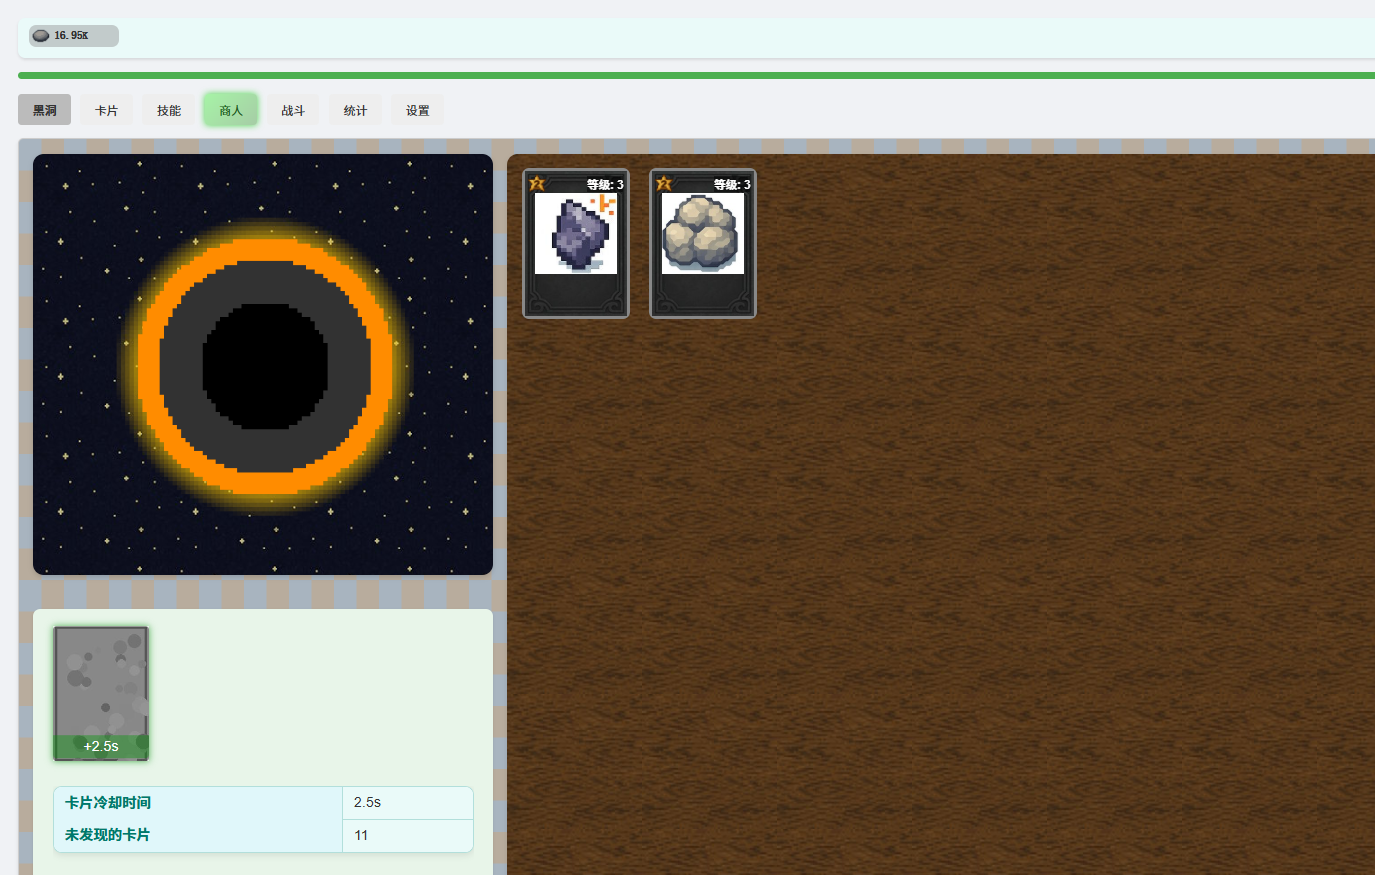 16.95K
黑洞 卡片 技能 商人 战斗 统计 设置
等级: 3
等级: 3
+2.5s
卡片冷却时间 2.5s
未发现的卡片 11